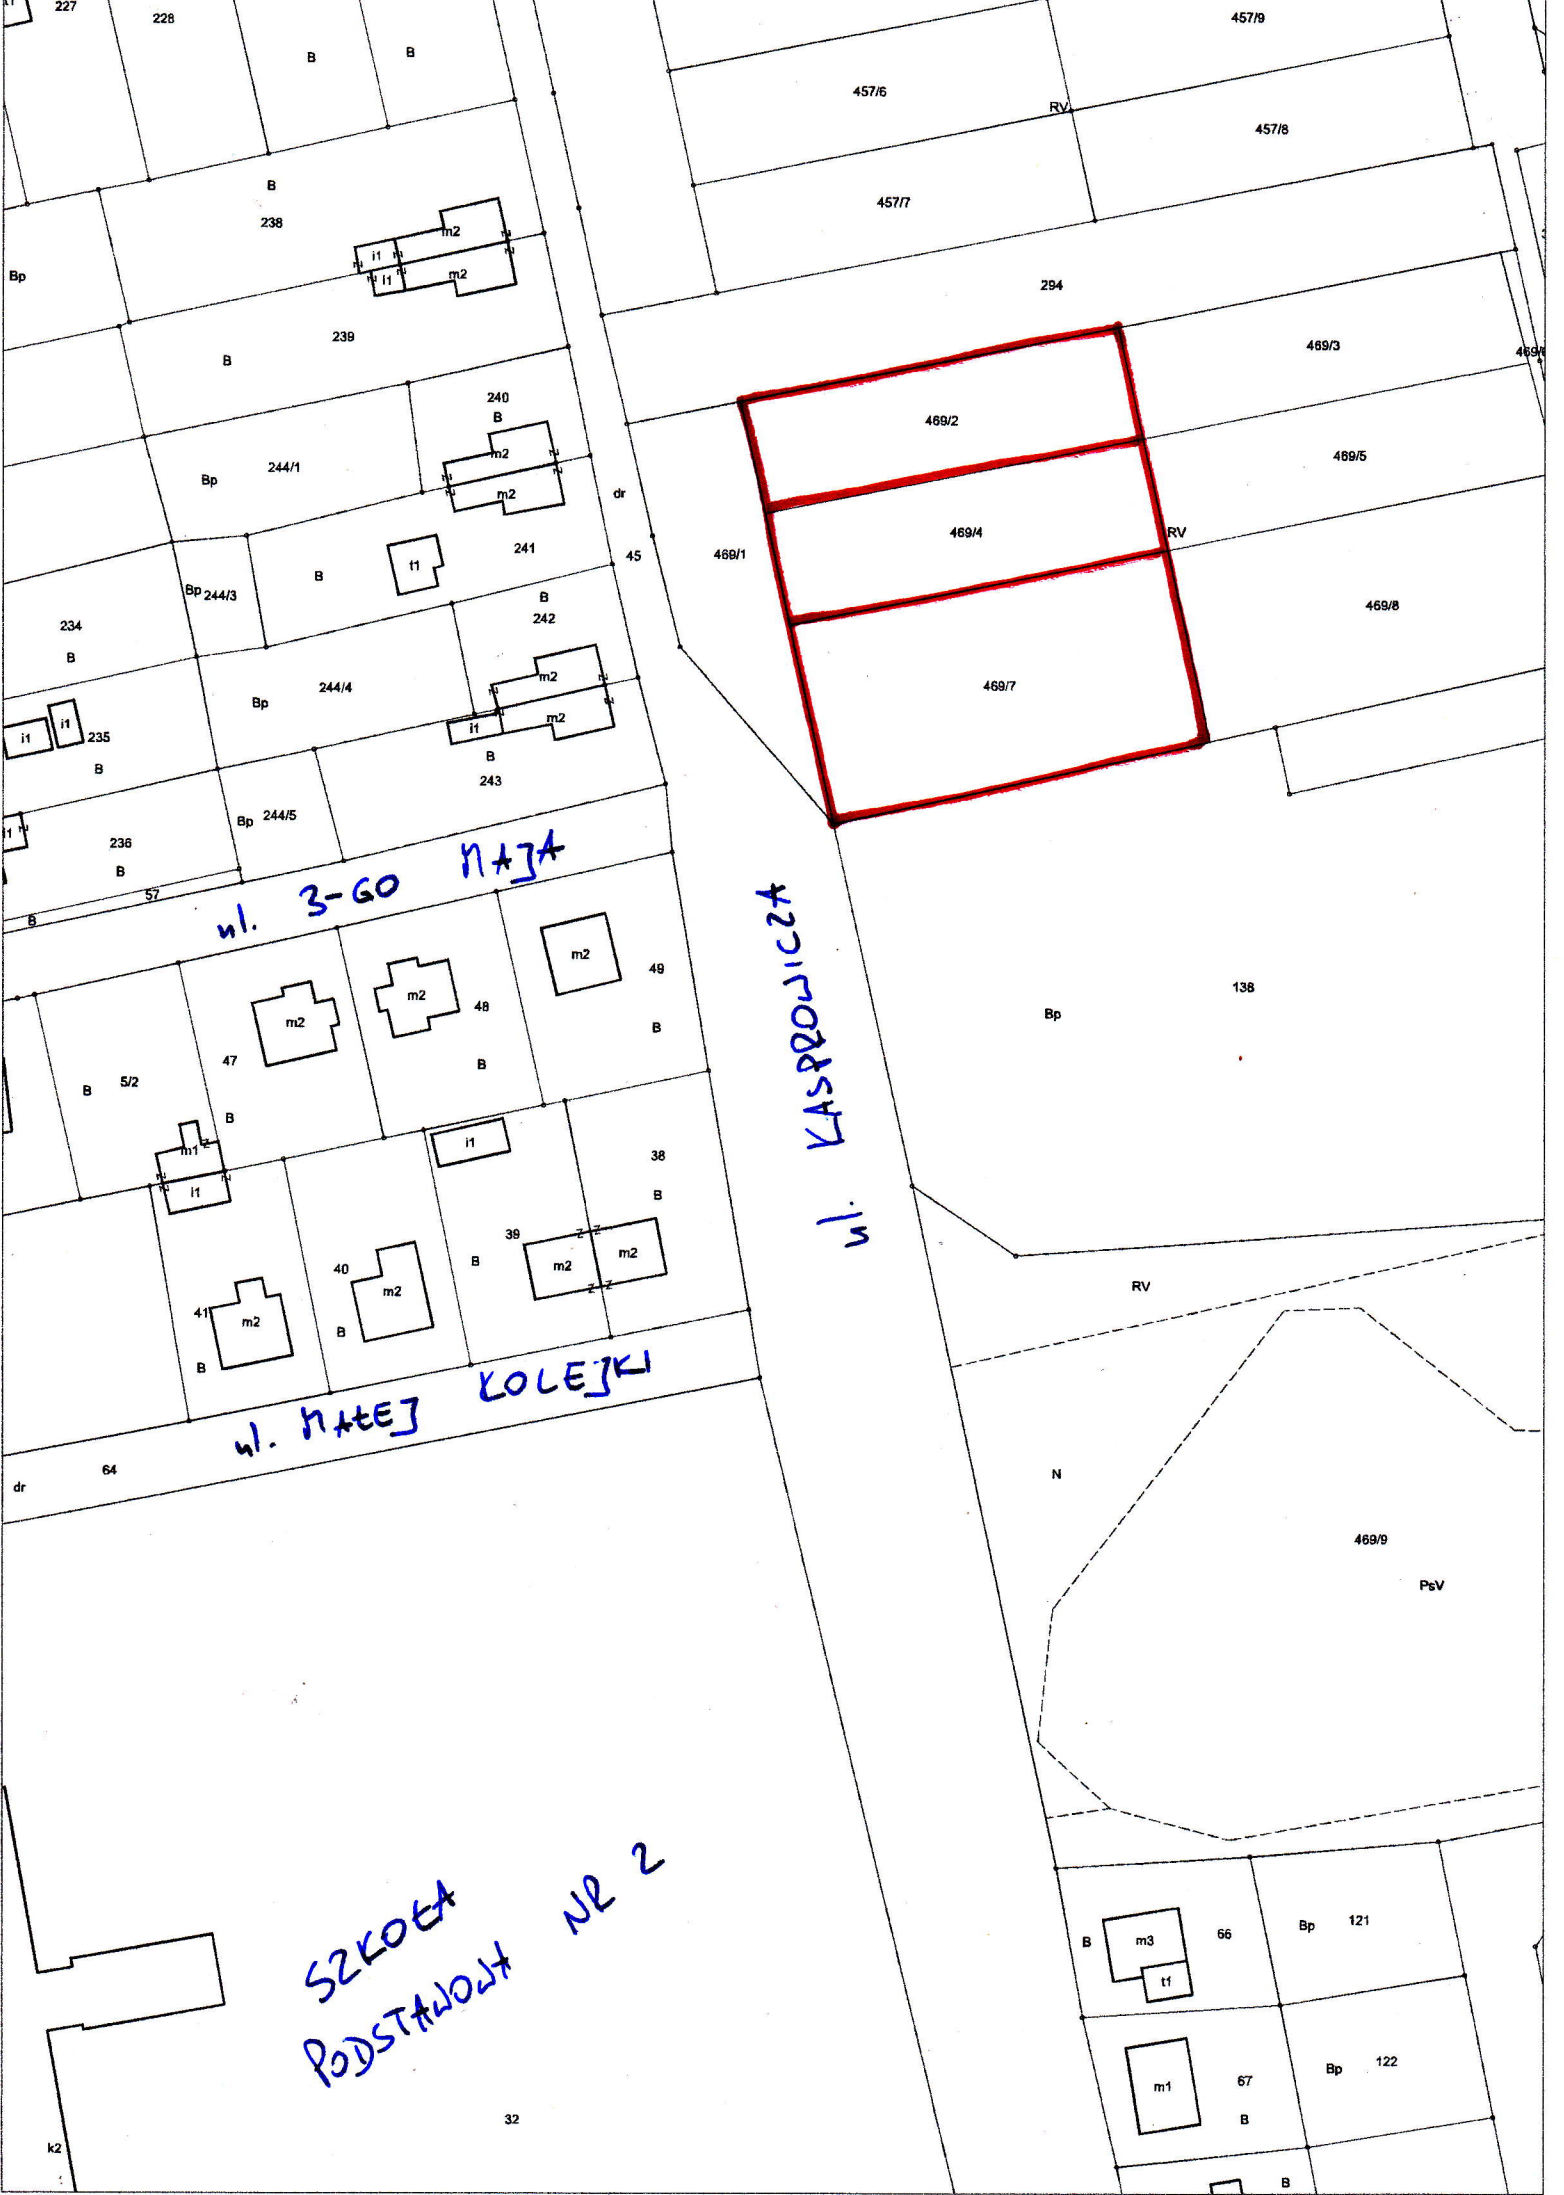 227
228
B
B
457/9
457/6
RV
457/8
B
238
457/7
m2
i1
m2
i1
Bp
294
239
B
469/3
240
B
469/2
m2
244/1
Bp
469/5
m2
dr
469/4
RV
241
45
469/1
i1
B
Bp 244/3
B
242
469/8
234
B
m2
244/4
Bp
469/7
i1
i1
m2
i1
235
B
B
243
Bp 244/5
236
B
57
B
ul. 3-GO MAJA
ul. KASPROWICZA
m2
49
m2
48
m2
B
138
Bp
47
B
B 5/2
B
i1
38
B
m1
i1
39
B
m2
m2
40
m2
B
41
m2
B
RV
ul. MAŁEJ KOLEJKI
64
dr
N
469/9
PsV
SZKOŁA
PODSTAWOWA NR 2
32
k2
B
m3
t1
66
Bp 121
m1
67
B
Bp 122
B